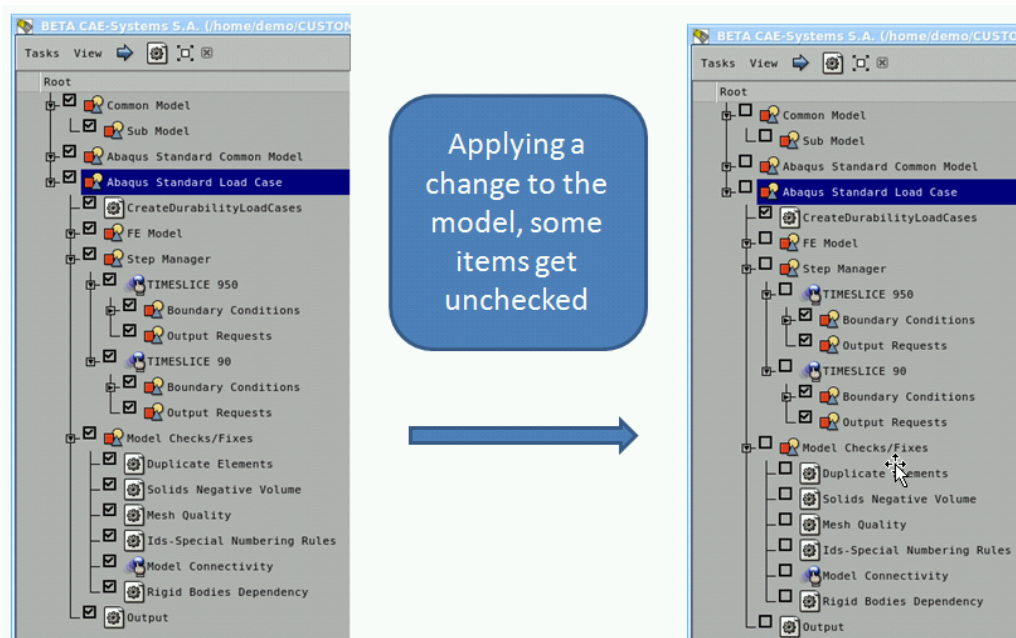 BETA CAE-Systems S.A. (/home/demo/CUSTOM
Tasks View
Root
Common Model
Sub Model
Abaqus Standard Common Model
Abaqus Standard Load Case
CreateDurabilityLoadCases
FE Model
Step Manager
TIMESLICE 950
Boundary Conditions
Output Requests
TIMESLICE 90
Boundary Conditions
Output Requests
Model Checks/Fixes
Duplicate Elements
Solids Negative Volume
Mesh Quality
Ids-Special Numbering Rules
Model Connectivity
Rigid Bodies Dependency
Output
Applying a
change to the
model, some
items get
unchecked
BETA CAE-Systems S.A. (/home/demo/CUSTO
Tasks View
Root
Common Model
Sub Model
Abaqus Standard Common Model
Abaqus Standard Load Case
CreateDurabilityLoadCases
FE Model
Step Manager
TIMESLICE 950
Boundary Conditions
Output Requests
TIMESLICE 90
Boundary Conditions
Output Requests
Model Checks/Fixes
Duplicate Elements
Solids Negative Volume
Mesh Quality
Ids-Special Numbering Rules
Model Connectivity
Rigid Bodies Dependency
Output